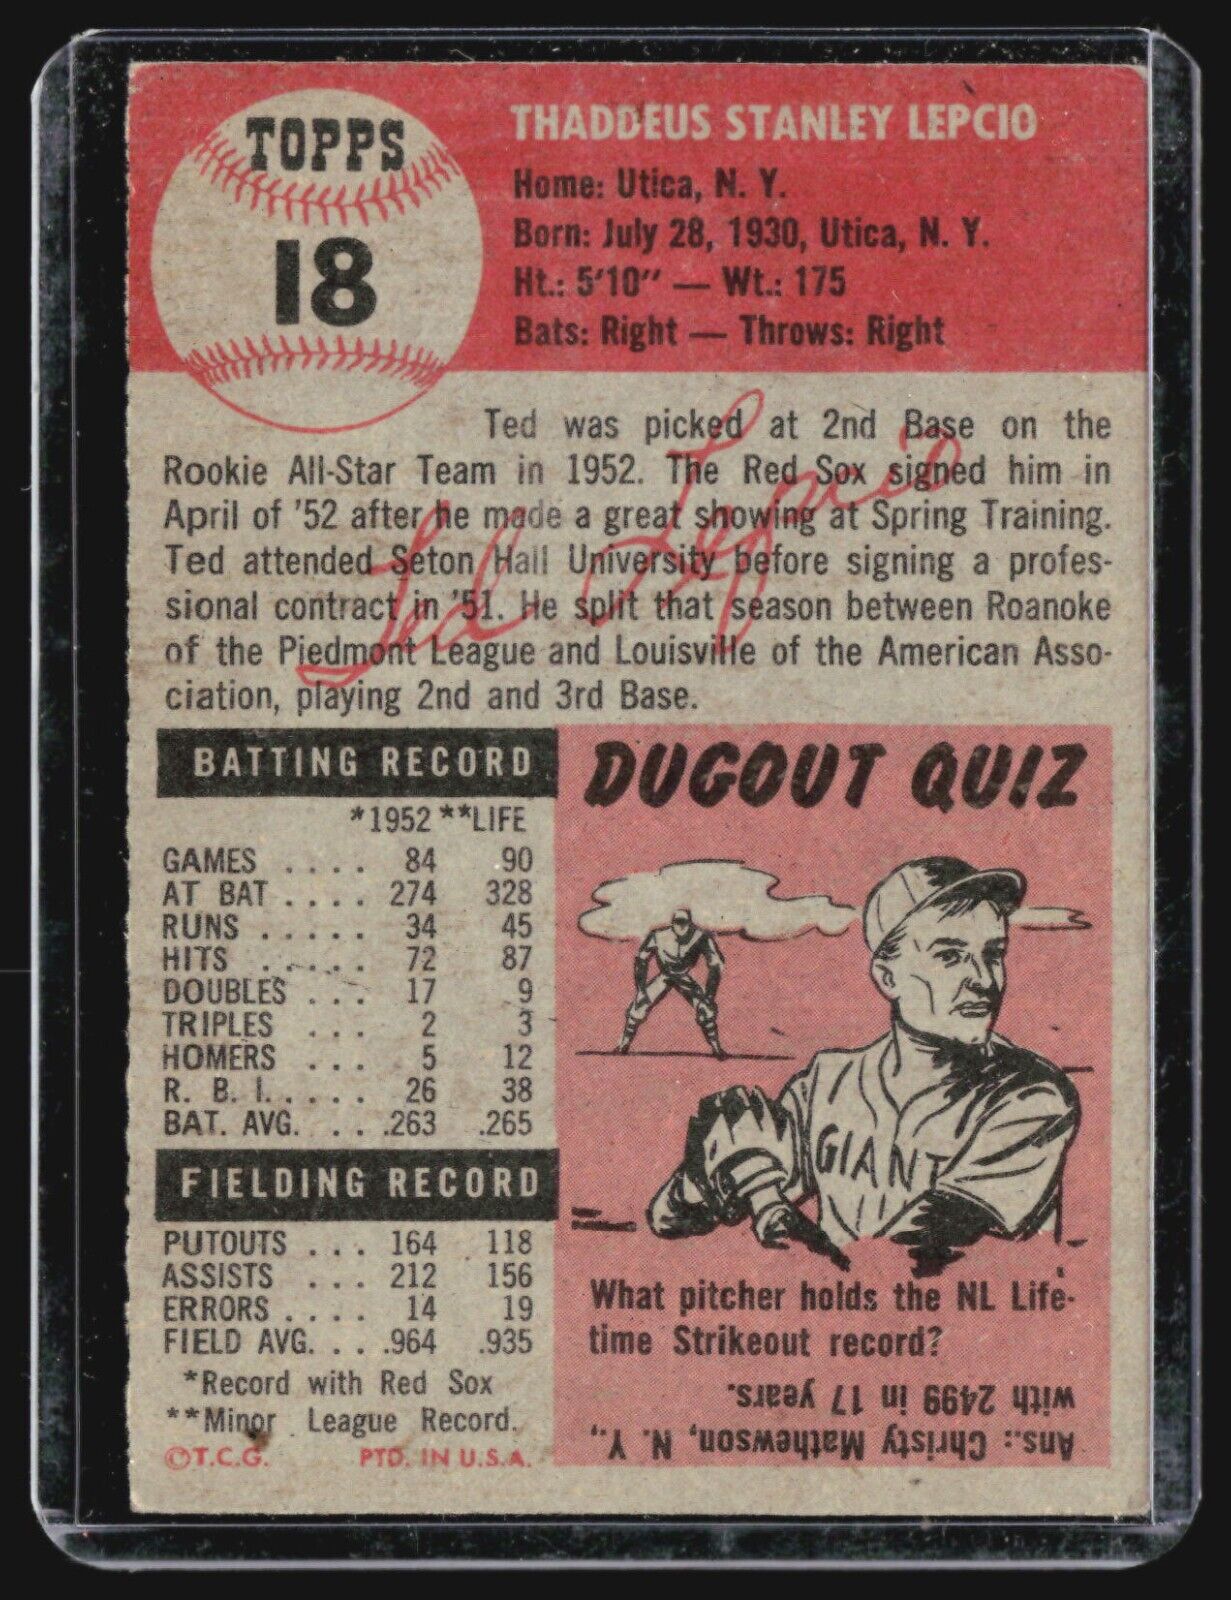 TOPPS
18
THADDEUS STANLEY LEPCIO
Home: Utica, N. Y.
Born: July 28, 1930, Utica, N. Y.
Ht.: 5'10" — Wt.: 175
Bats: Right — Throws: Right
Ted was picked at 2nd Base on the
Rookie All-Star Team in 1952. The Red Sox signed him in
April of '52 after he made a great showing at Spring Training.
Ted attended Seton Hall University before signing a profes-
sional contract in '51. He split that season between Roanoke
of the Piedmont League and Louisville of the American Asso-
ciation, playing 2nd and 3rd Base.
Ted Lepcio
BATTING RECORD
*1952 **LIFE
GAMES . . . . 84 90
AT BAT . . . . 274 328
RUNS . . . . . 34 45
HITS . . . . . 72 87
DOUBLES . . . 17 9
TRIPLES . . . 2 3
HOMERS . . . 5 12
R. B. I. . . . . 26 38
BAT. AVG. . . . .263 .265
FIELDING RECORD
PUTOUTS . . . 164 118
ASSISTS . . . 212 156
ERRORS . . . . 14 19
FIELD AVG. . . .964 .935
*Record with Red Sox
**Minor League Record.
©T.C.G. PTD. IN U.S.A.
DUGOUT QUIZ
GIANT
What pitcher holds the NL Life-
time Strikeout record?
Ans.: Christy Mathewson, N. Y.,
with 2499 in 17 years.